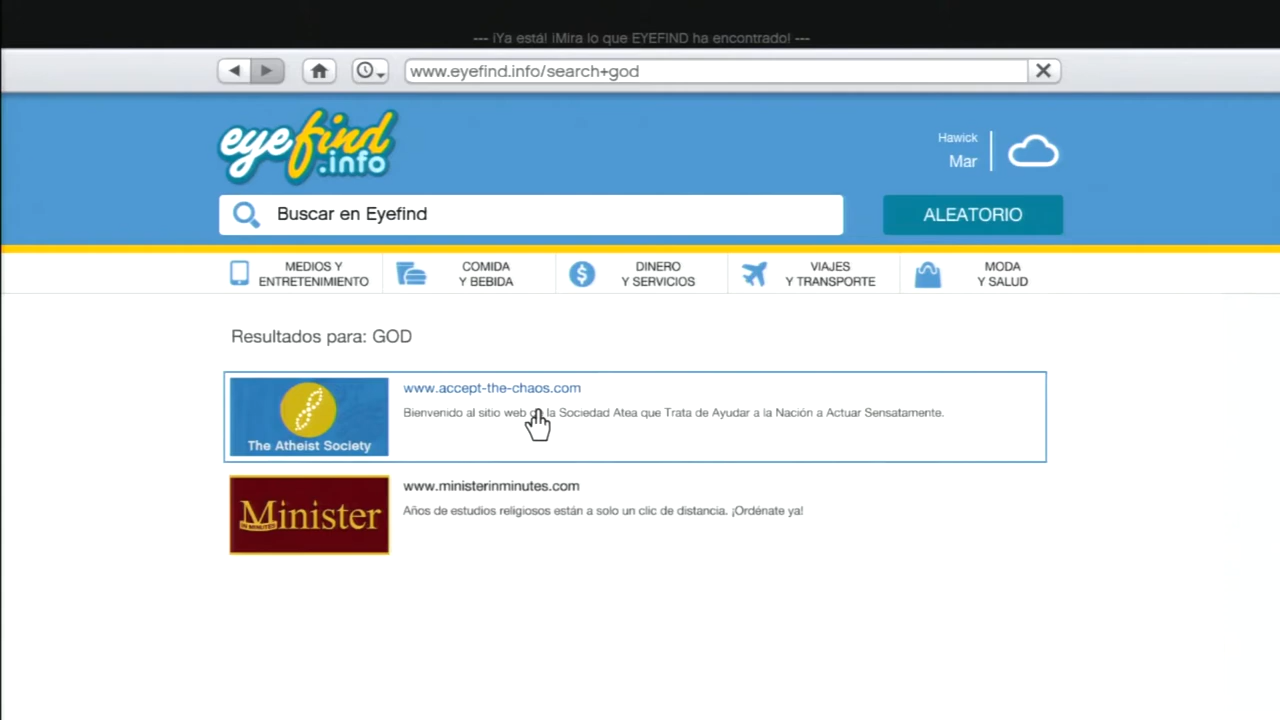 --- ¡Ya está! ¡Mira lo que EYEFIND ha encontrado! ---
www.eyefind.info/search+god
eyefind
.info
Hawick
Mar
Buscar en Eyefind
ALEATORIO
MEDIOS Y
ENTRETENIMIENTO
COMIDA
Y BEBIDA
DINERO
Y SERVICIOS
VIAJES
Y TRANSPORTE
MODA
Y SALUD
Resultados para: GOD
www.accept-the-chaos.com
Bienvenido al sitio web de la Sociedad Atea que Trata de Ayudar a la Nación a Actuar Sensatamente.
The Atheist Society
www.ministerinminutes.com
Años de estudios religiosos están a solo un clic de distancia. ¡Ordénate ya!
Minister
IN MINUTES